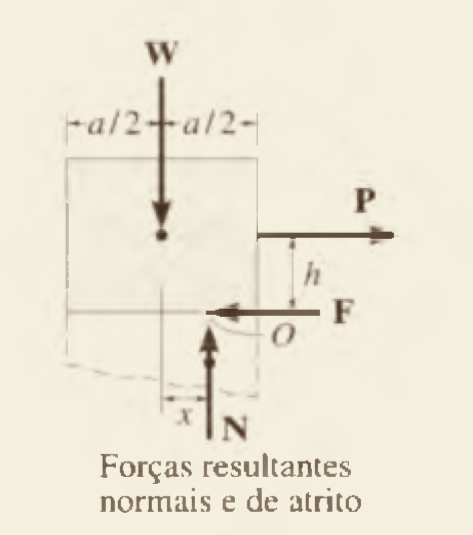 W
a/2 a/2
P
h
F
O
x
N
Forças resultantes
normais e de atrito